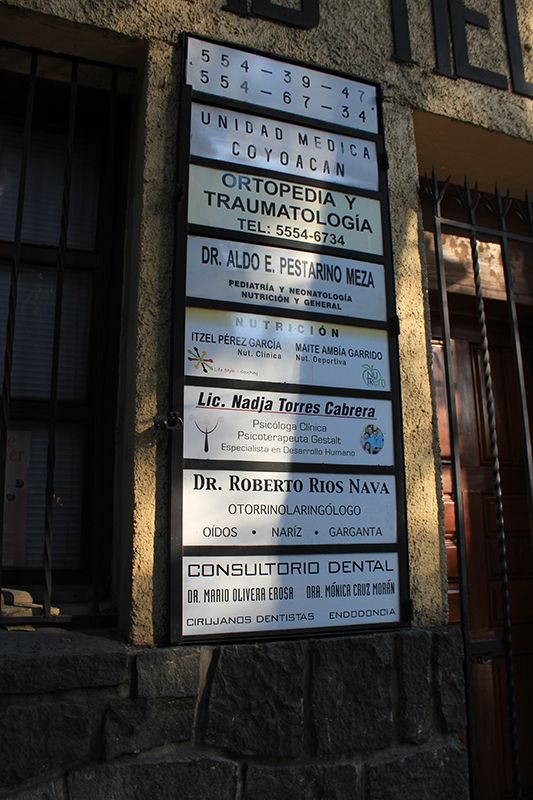 554-39-47
554-67-34
UNIDAD MEDICA
COYOACAN
ORTOPEDIA Y
TRAUMATOLOGÍA
TEL: 5554-6734
DR. ALDO E. PESTARINO MEZA
PEDIATRÍA Y NEONATOLOGÍA
NUTRICIÓN Y GENERAL
NUTRICIÓN
ITZEL PÉREZ GARCÍA MAITE AMBÍA GARRIDO
Nut. Clínica Nut. Deportiva
Life Style Coaching
Lic. Nadja Torres Cabrera
Psicóloga Clínica
Psicoterapeuta Gestalt
Especialista en Desarrollo Humano
DR. ROBERTO RIOS NAVA
OTORRINOLARINGÓLOGO
OÍDOS • NARÍZ • GARGANTA
CONSULTORIO DENTAL
DR. MARIO OLIVERA EROSA DRA. MÓNICA CRUZ MORÁN
CIRUJANOS DENTISTAS ENDODONCIA